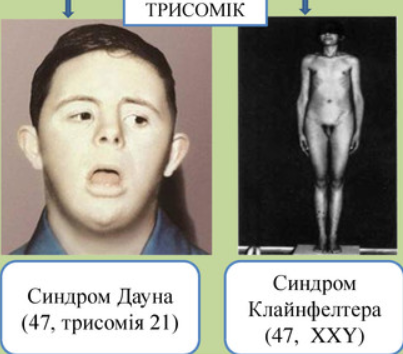 ТРИСОМІК
Синдром Дауна
(47, трисомія 21)
Синдром
Клайнфелтера
(47, XXY)